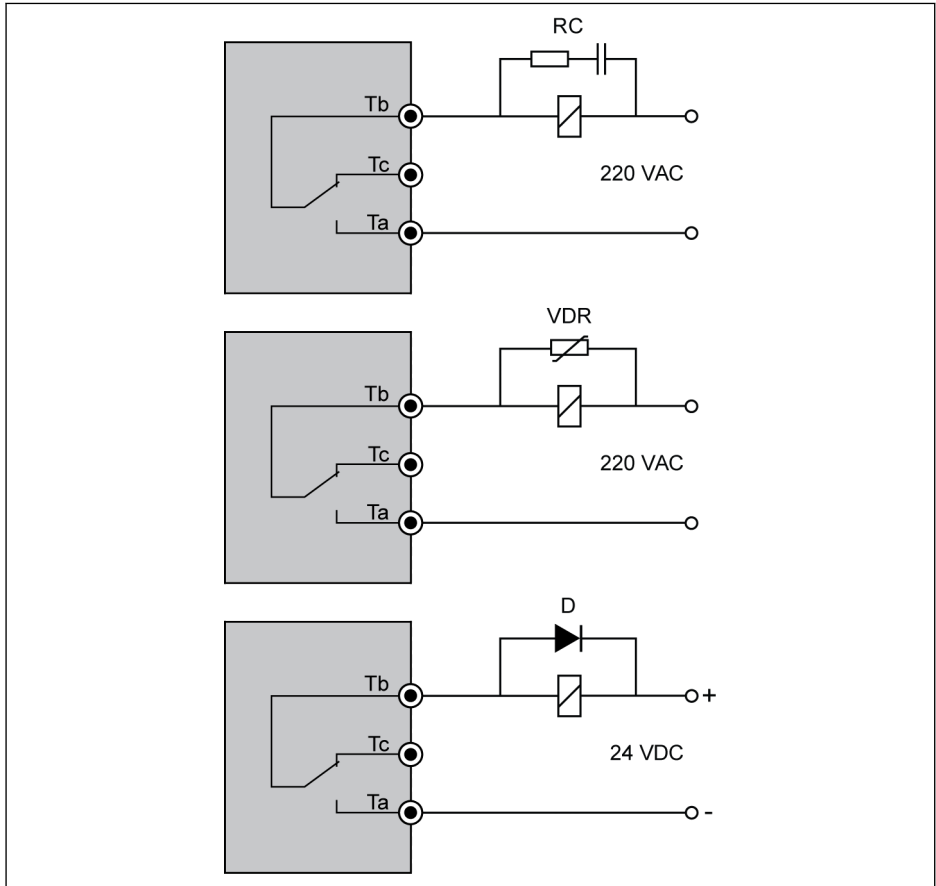 RC
Tb
Tc
220 VAC
Ta
VDR
Tb
Tc
220 VAC
Ta
D
Tb
+
Tc
24 VDC
Ta
-